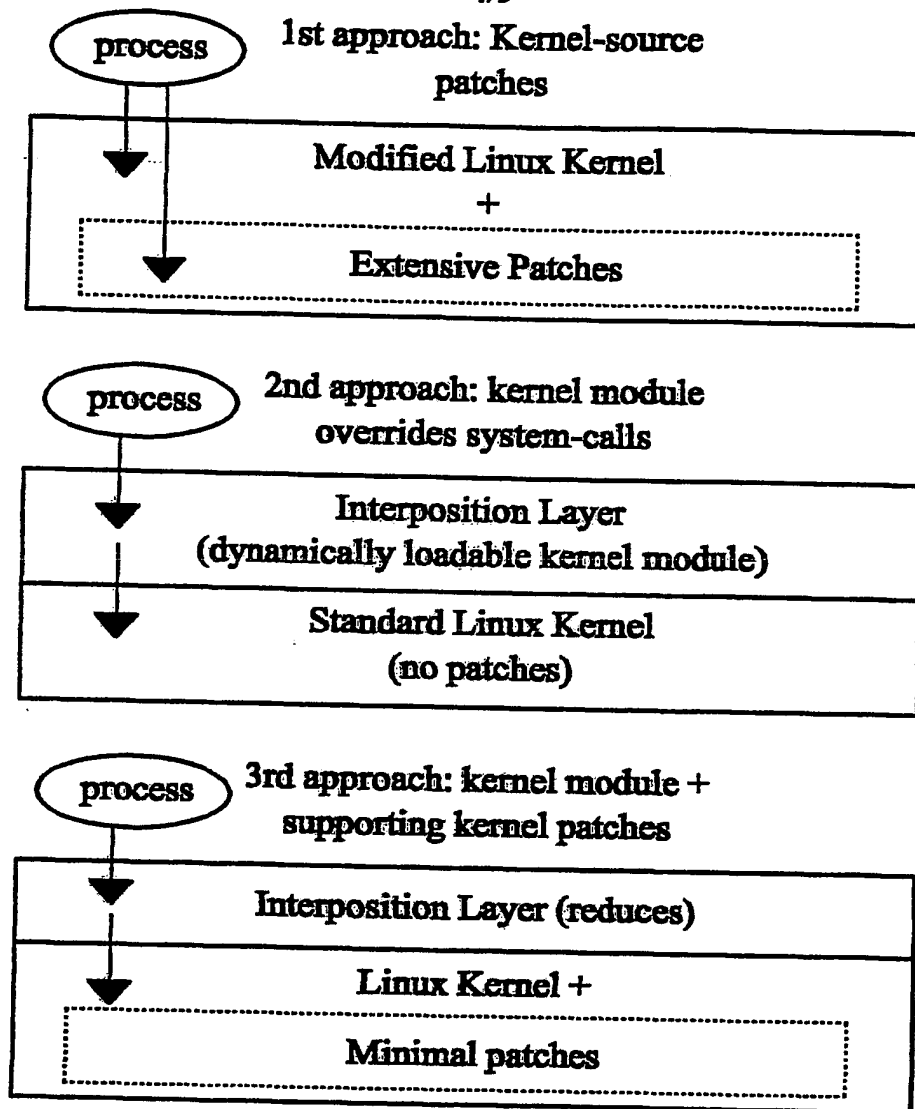 process
1st approach: Kernel-source
patches
Modified Linux Kernel
+
Extensive Patches
process
2nd approach: kernel module
overrides system-calls
Interposition Layer
(dynamically loadable kernel module)
Standard Linux Kernel
(no patches)
process
3rd approach: kernel module +
supporting kernel patches
Interposition Layer (reduces)
Linux Kernel +
Minimal patches